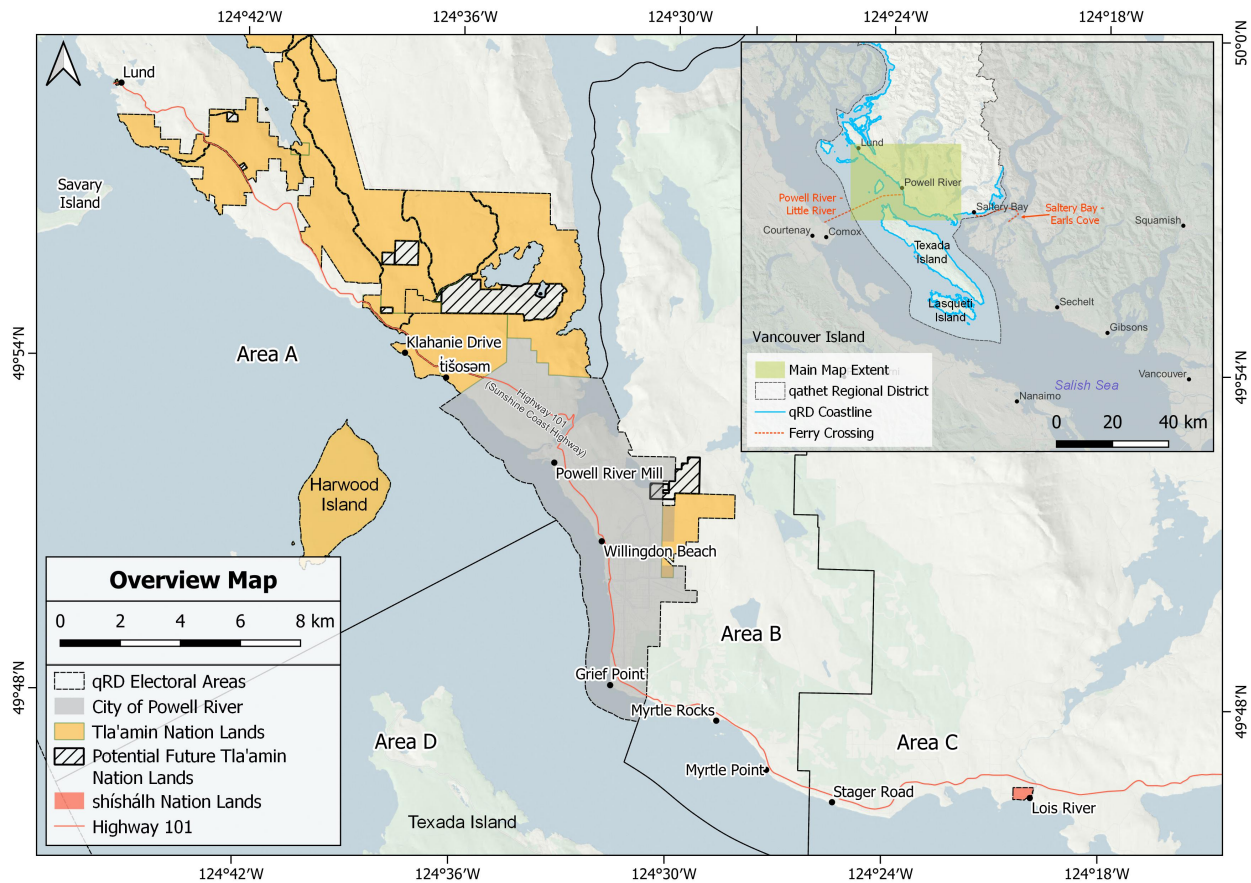 124°42'W 124°36'W 124°30'W 124°24'W 124°18'W
50°0'N
Lund
Savary
Island
49°54'N
Area A
Klahanie Drive
t̓išosəm
Highway 101
(Sunshine Coast Highway)
Powell River Mill
Harwood
Island
Willingdon Beach
Area B
Grief Point
Myrtle Rocks
Area D
Area C
Myrtle Point
Stager Road
Lois River
Texada Island
49°48'N
Overview Map
0 2 4 6 8 km
qRD Electoral Areas
City of Powell River
Tla'amin Nation Lands
Potential Future Tla'amin
Nation Lands
shíshálh Nation Lands
Highway 101
Lund
Powell River
Powell River -
Little River
Saltery Bay
Saltery Bay -
Earls Cove
Squamish
Courtenay
Comox
Texada
Island
Lasqueti
Island
Sechelt
Gibsons
Vancouver Island
Vancouver
Salish Sea
Nanaimo
Main Map Extent
qathet Regional District
qRD Coastline
Ferry Crossing
0 20 40 km
49°54'N
49°48'N
124°42'W 124°36'W 124°30'W 124°24'W 124°18'W